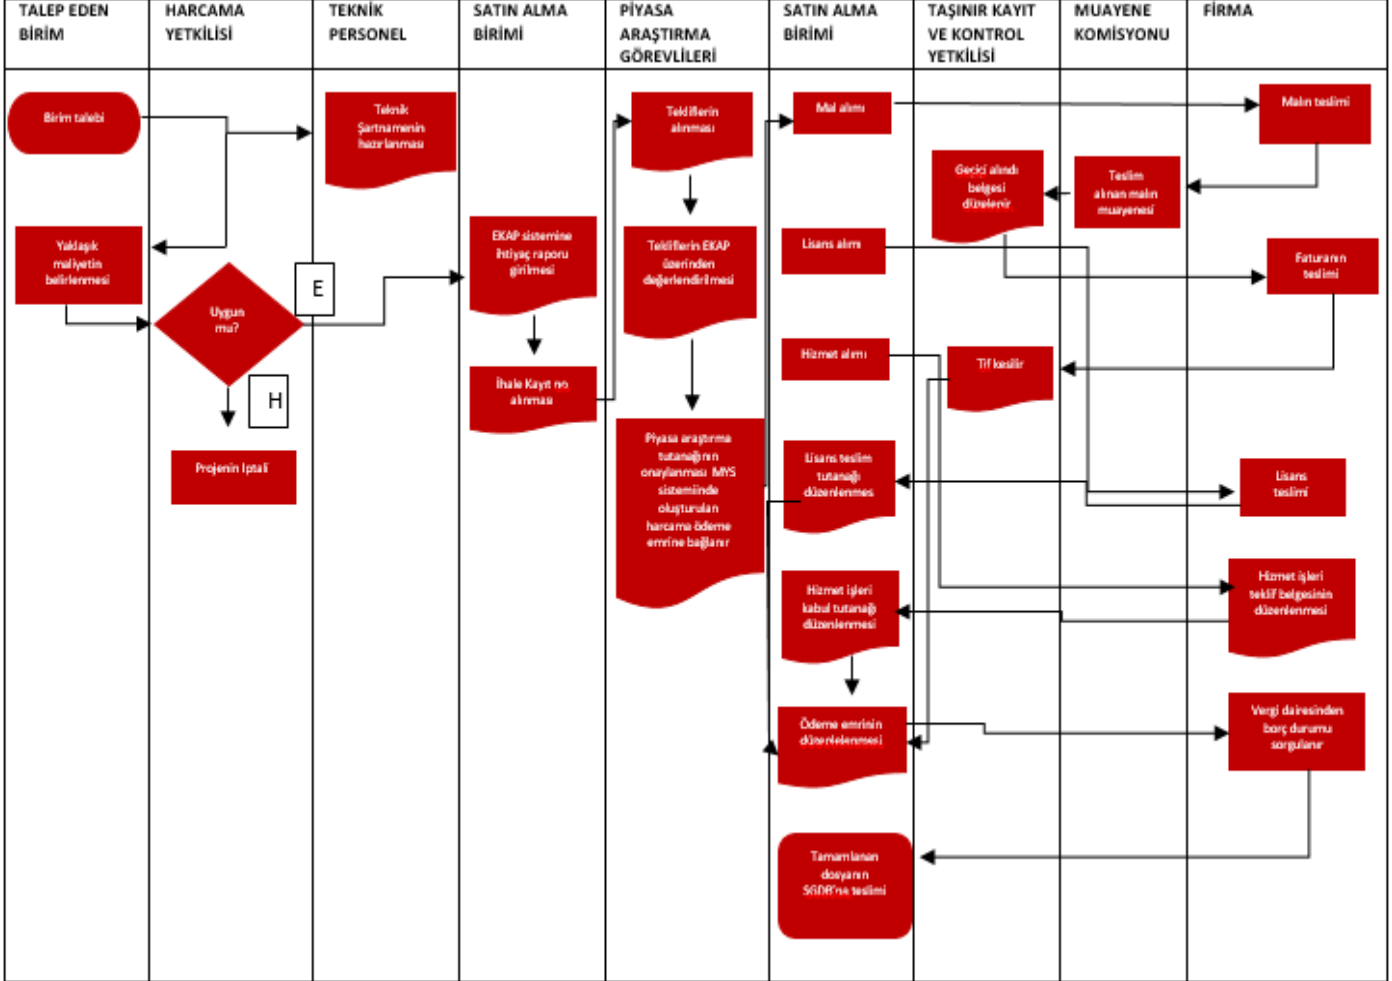 TALEP EDEN
BİRİM
HARCAMA
YETKİLİSİ
TEKNİK
PERSONEL
SATIN ALMA
BİRİMİ
PİYASA
ARAŞTIRMA
GÖREVLİLERİ
SATIN ALMA
BİRİMİ
TAŞINIR KAYIT
VE KONTROL
YETKİLİSİ
MUAYENE
KOMİSYONU
FİRMA
Birim talebi
Yaklaşık
maliyetin
belirlenmesi
Uygun
mu?
E
H
Projenin İptali
Teknik
Şartnamenin
hazırlanması
EKAP sistemine
ihtiyaç raporu
girilmesi
İhale Kayıt no
alınması
Tekliflerin
alınması
Tekliflerin EKAP
üzerinden
değerlendirilmesi
Piyasa araştırma
tutanağının
onaylanması MYS
sistemiinde
oluşturulan
harcama ödeme
emrine bağlanır
Mal alımı
Lisans alımı
Hizmet alımı
Lisans teslim
tutanağı
düzenlenmes
Hizmet işleri
kabul tutanağı
düzenlenmesi
Ödeme emrinin
düzenlelenmesi
Tamamlanan
dosyanın
SGDB'na teslimi
Geçici alındı
belgesi
düzelenir
Tif kesilir
Teslim
alınan malın
muayenesi
Malın teslimi
Faturanın
teslimi
Lisans
teslimi
Hizmet işleri
teklif belgesinin
düzenlenmesi
Vergi dairesinden
borç durumu
sorgulanır